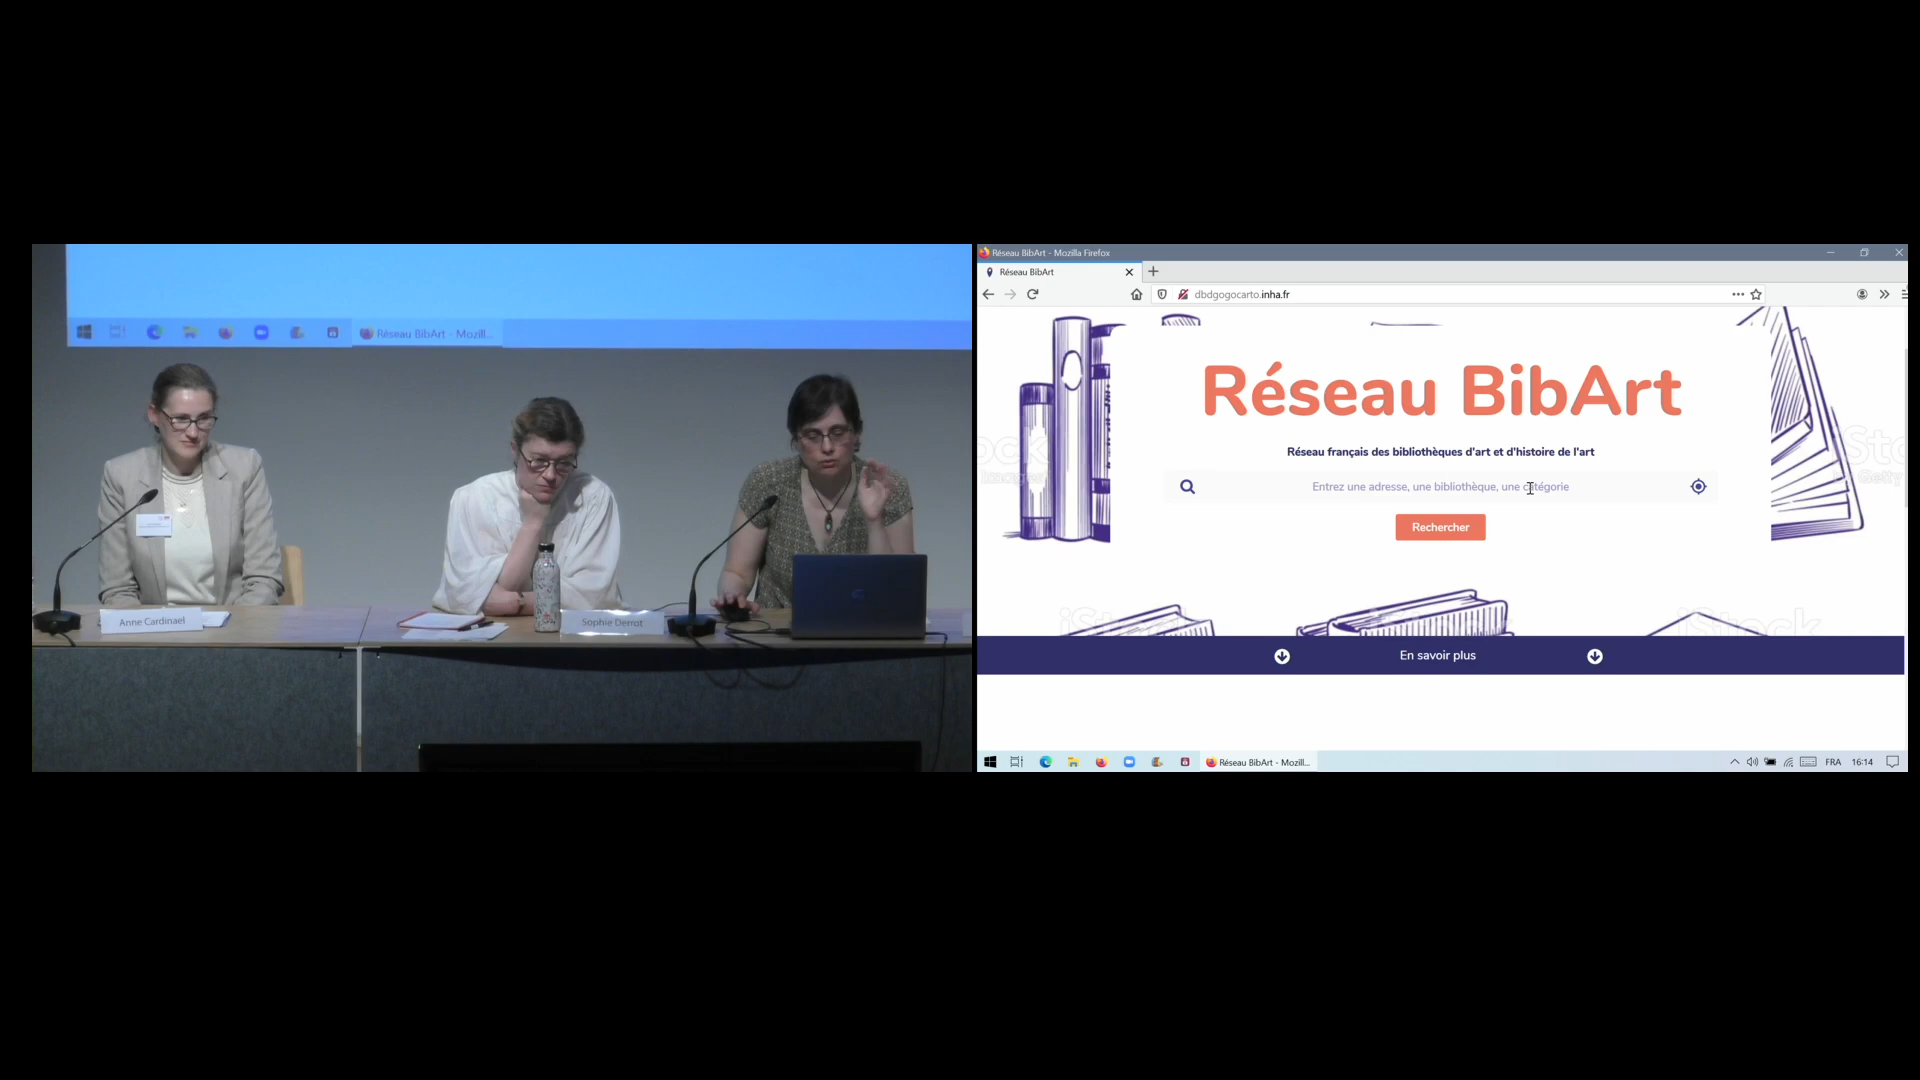 Réseau BibArt - Mozill...
Anne Cardinael
Sophie Derrot
Réseau BibArt - Mozilla Firefox
Réseau BibArt
dbdgogocarto.inha.fr
Réseau BibArt
Réseau français des bibliothèques d'art et d'histoire de l'art
Entrez une adresse, une bibliothèque, une catégorie
Rechercher
iStock
iStock
En savoir plus
Réseau BibArt - Mozill...
FRA
16:14